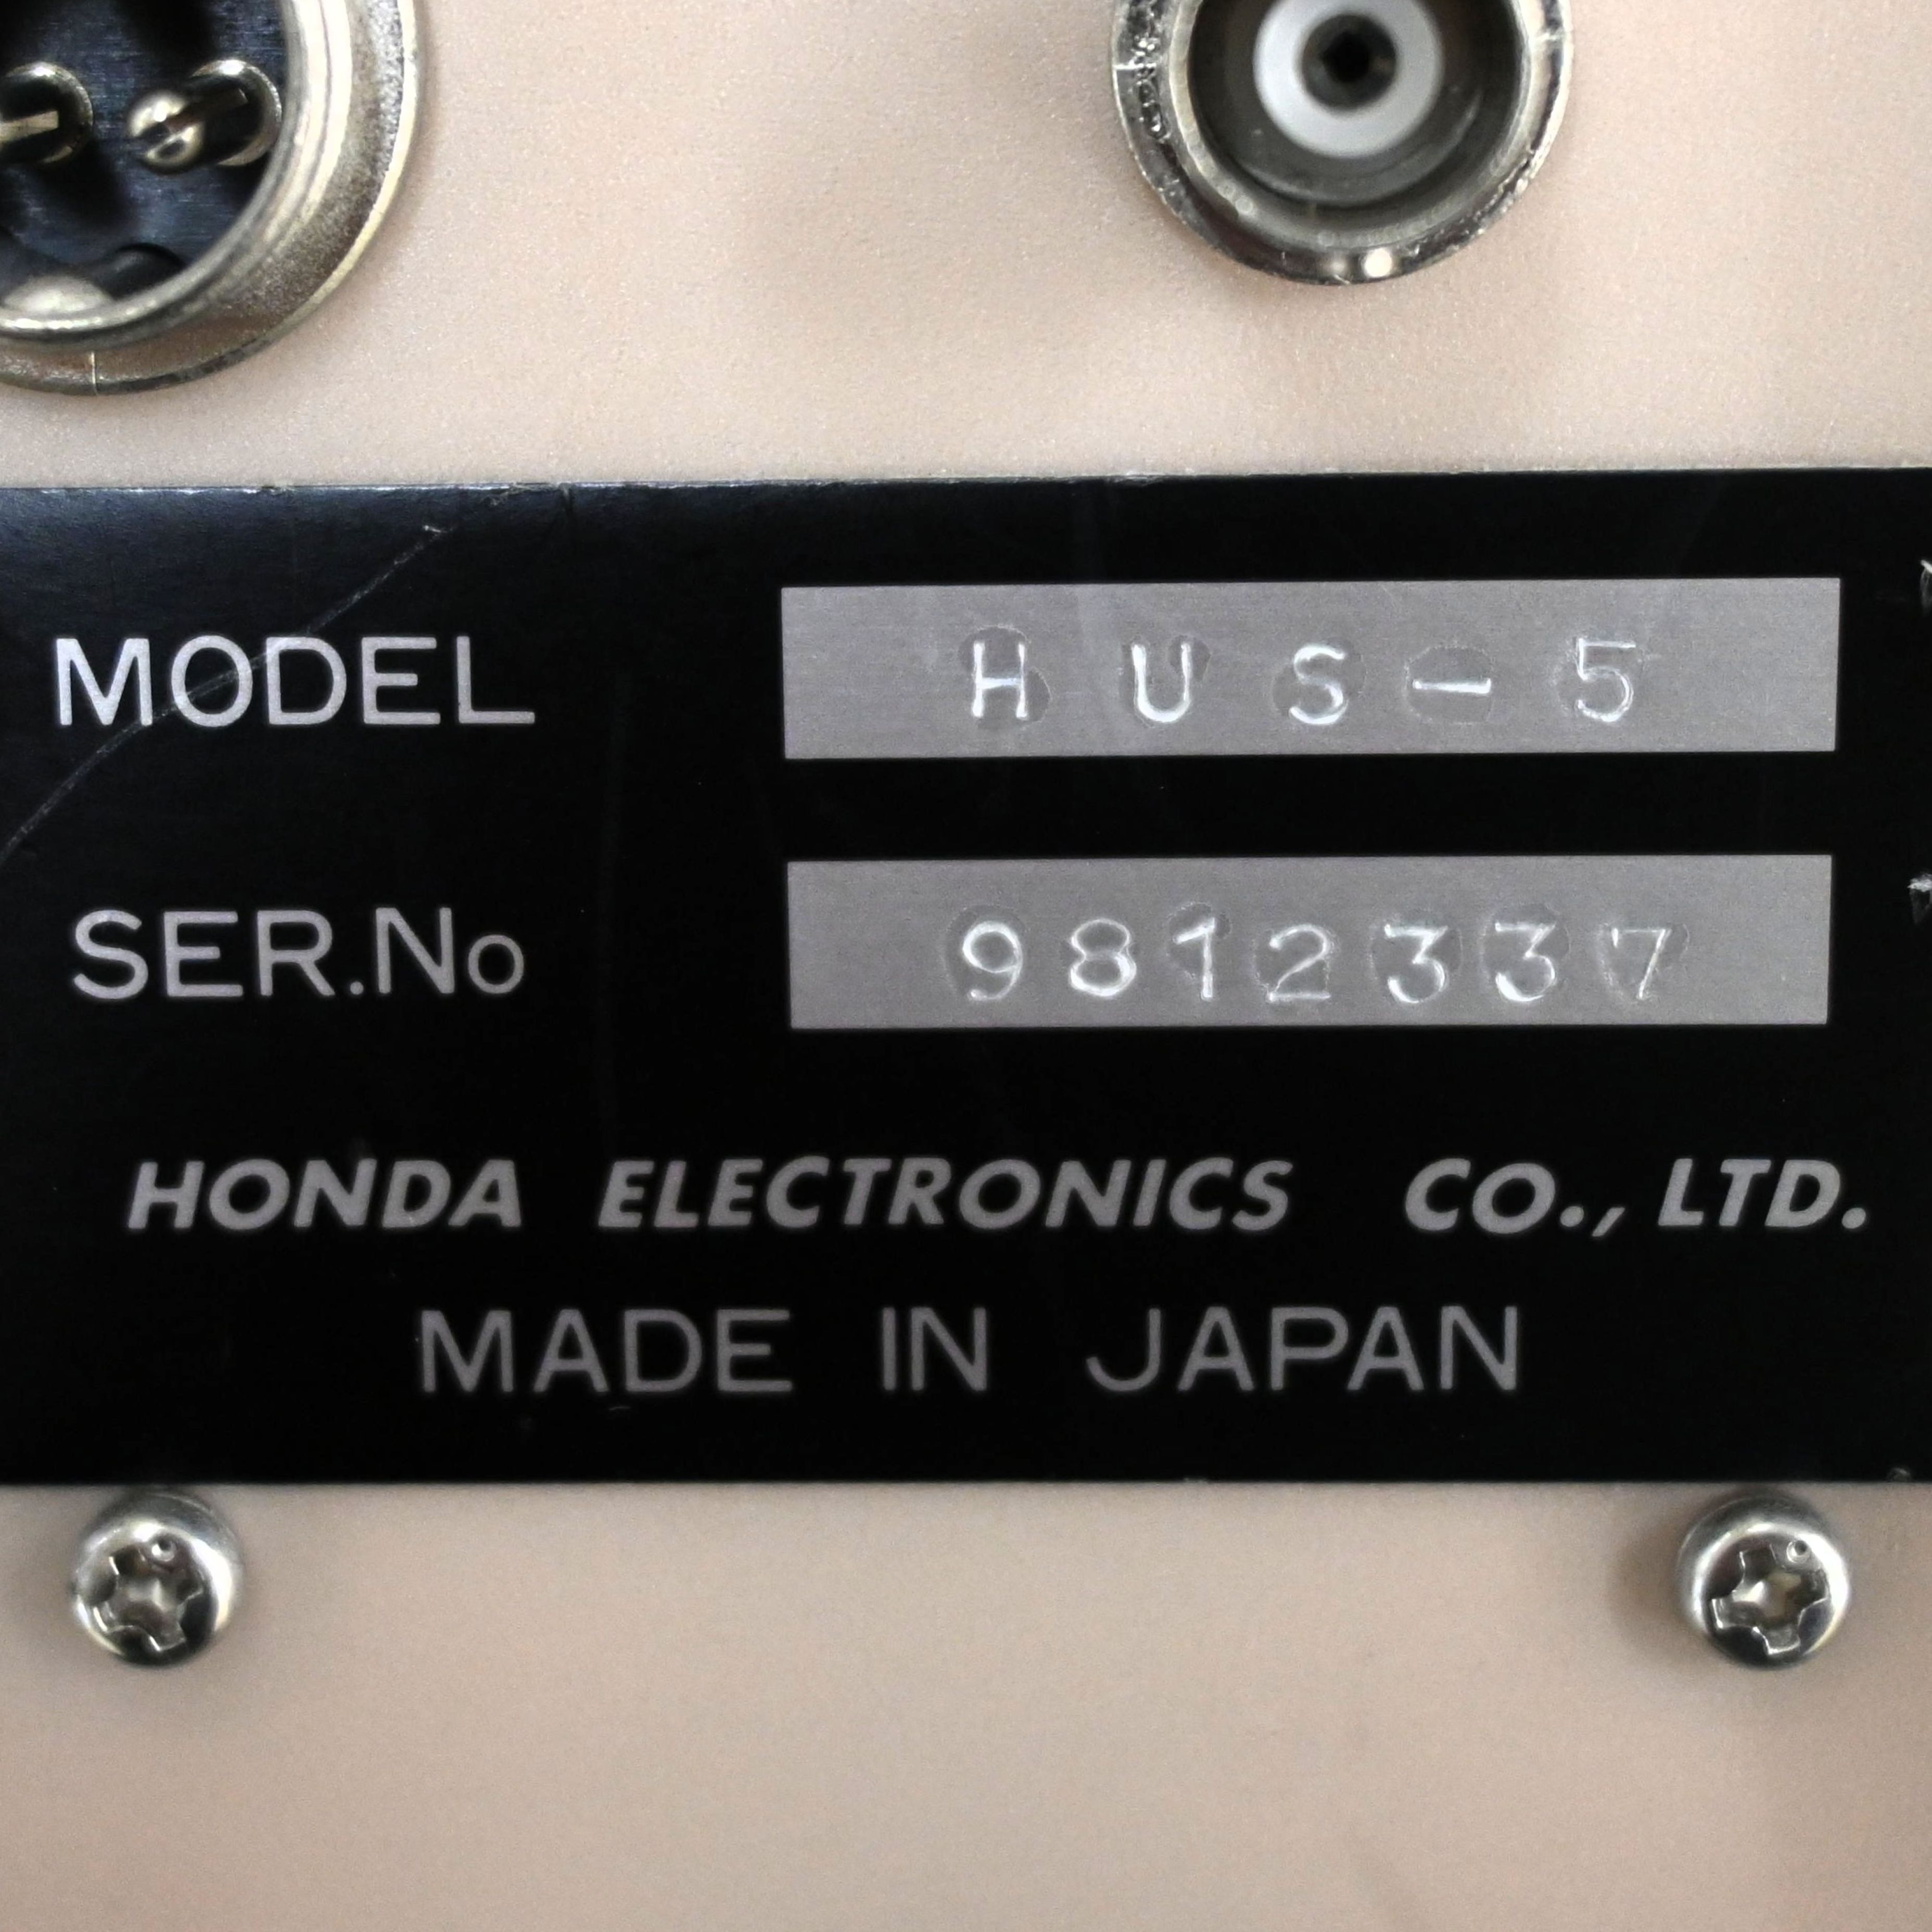 MODEL HUS-5
SER.No 9812337
HONDA ELECTRONICS CO., LTD.
MADE IN JAPAN